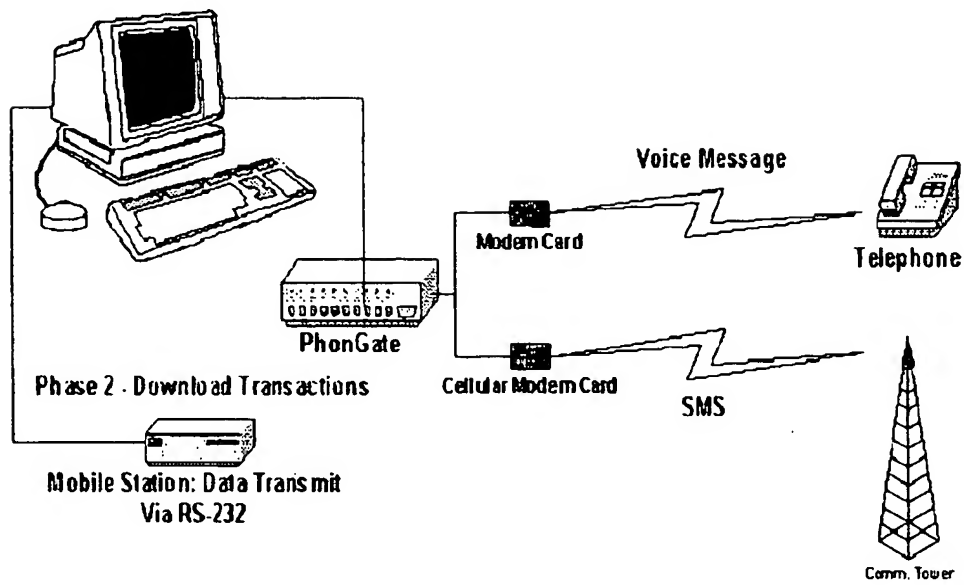 Voice Message
Modem Card
Telephone
PhonGate
Phase 2 - Download Transactions
Cellular Modem Card
SMS
Mobile Station: Data Transmit
Via RS-232
Comm. Tower